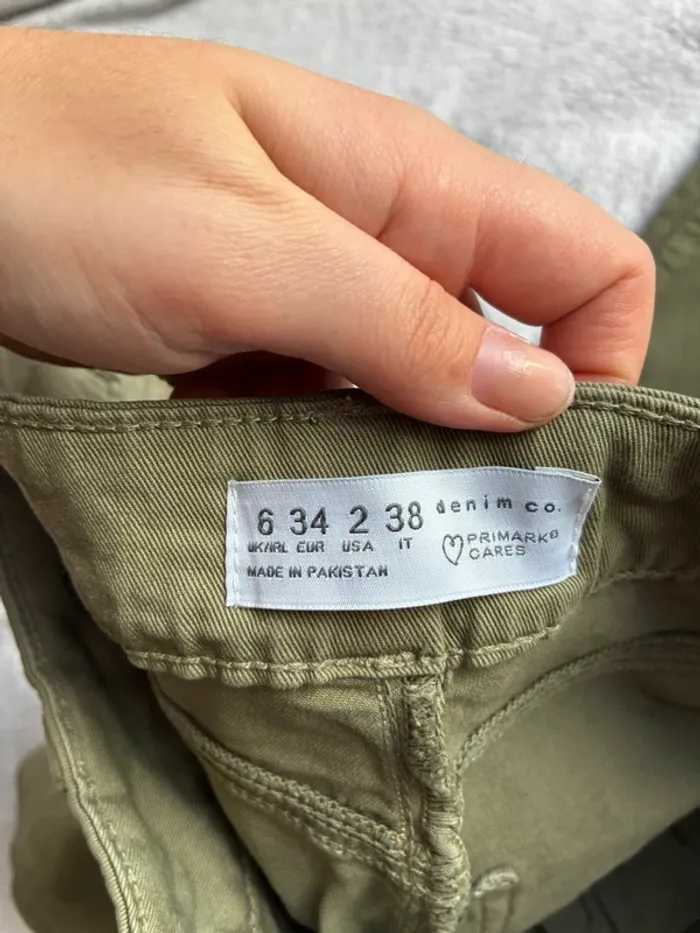 6 34 2 38 denim co.
UK/IRL EUR USA IT
PRIMARK®
CARES
MADE IN PAKISTAN